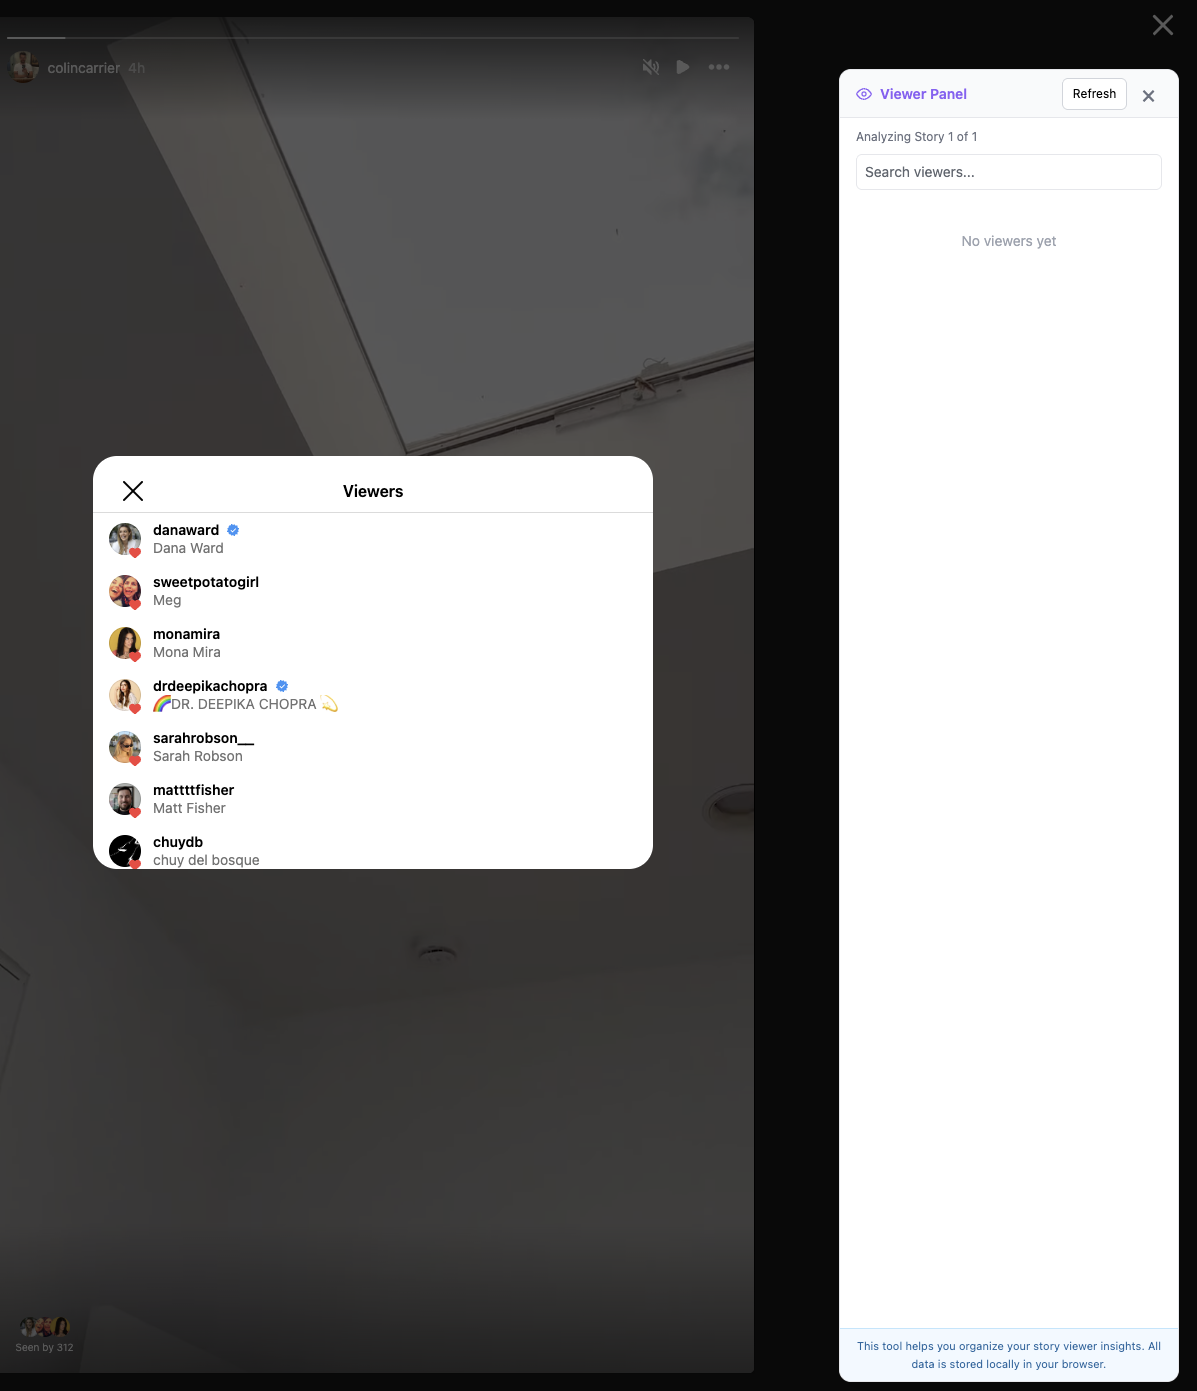 colincarrier 4h
Viewers
danaward
Dana Ward
sweetpotatogirl
Meg
monamira
Mona Mira
drdeepikachopra
🌈DR. DEEPIKA CHOPRA 💫
sarahrobson__
Sarah Robson
matttttfisher
Matt Fisher
chuydb
chuy del bosque
Seen by 312
Viewer Panel
Refresh
Analyzing Story 1 of 1
Search viewers...
No viewers yet
This tool helps you organize your story viewer insights. All
data is stored locally in your browser.